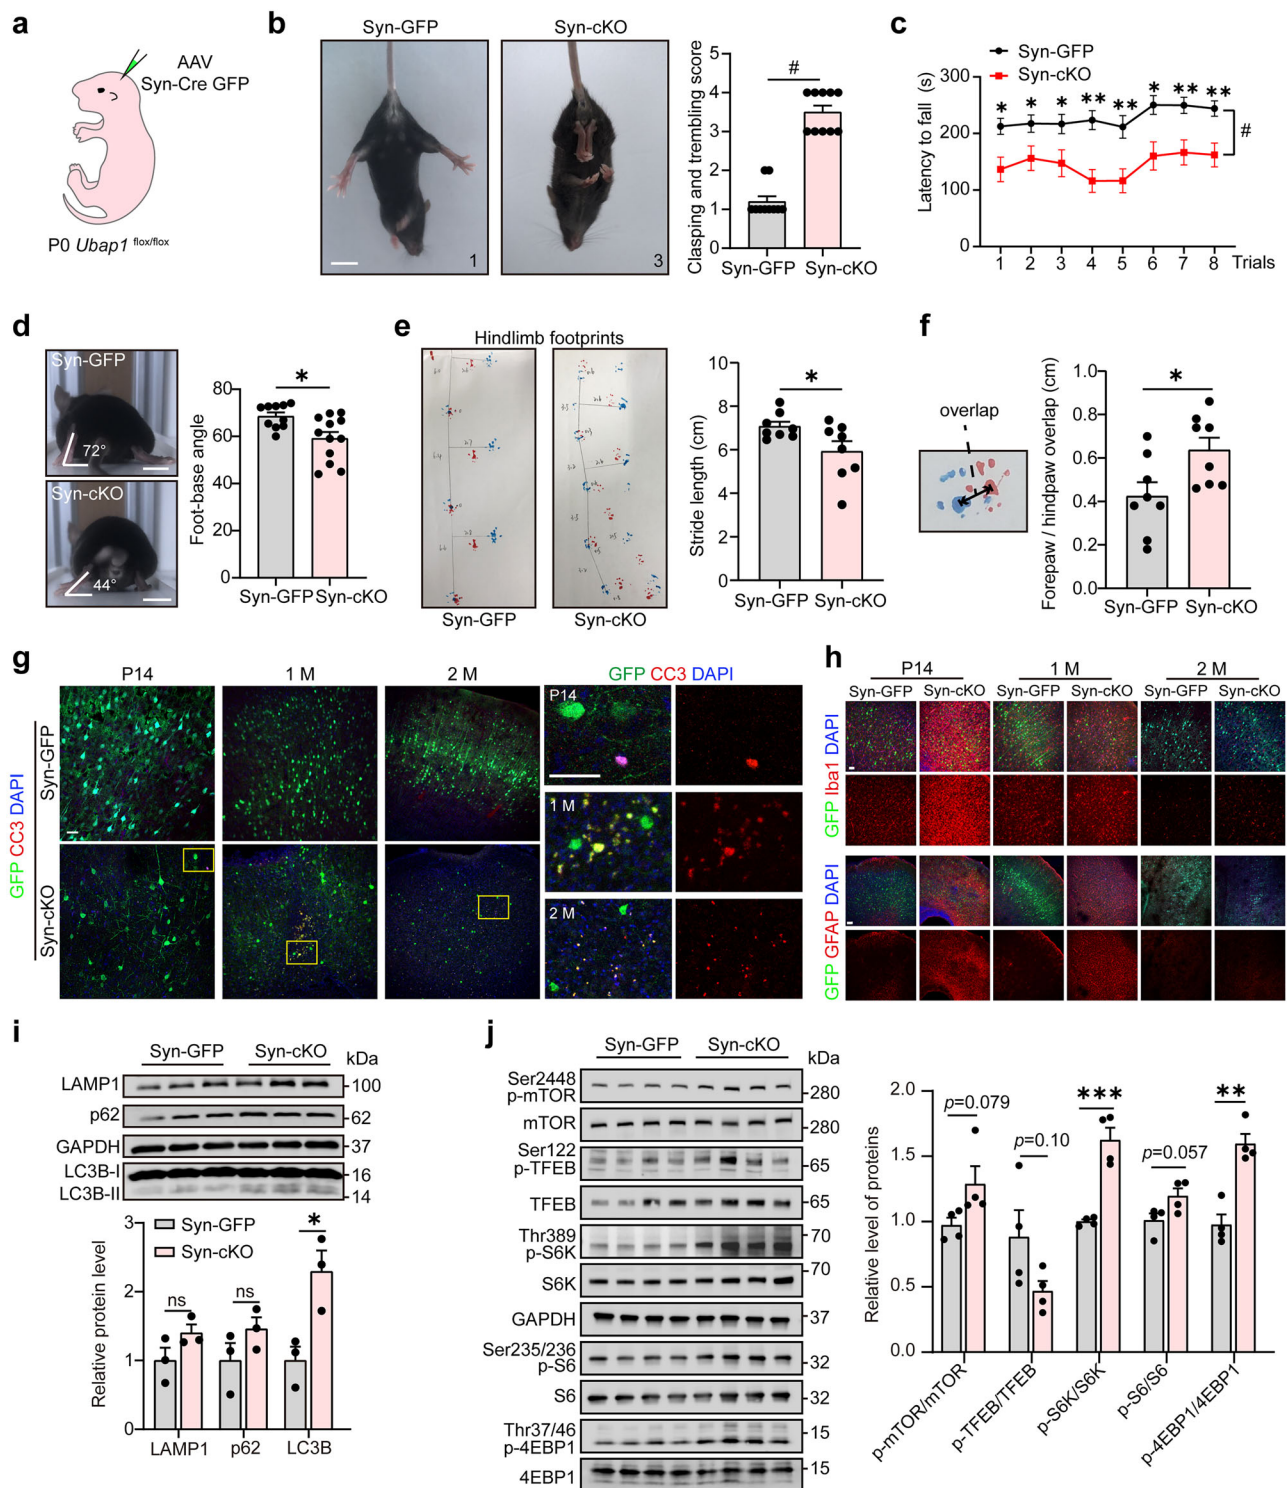 a
AAV
Syn-Cre GFP
P0 Ubap1 flox/flox
b
Syn-GFP
Syn-cKO
1
3
Clasping and trembling score
5
4
3
2
1
0
#
Syn-GFP
Syn-cKO
c
Syn-GFP
Syn-cKO
Latency to fall (s)
300
200
100
0
* * * ** ** * ** **
#
1 2 3 4 5 6 7 8 Trials
d
Syn-GFP
72°
Syn-cKO
44°
Foot-base angle
80
60
40
20
0
*
Syn-GFP Syn-cKO
e
Hindlimb footprints
Syn-GFP
Syn-cKO
Stride length (cm)
10
8
6
4
2
0
*
Syn-GFP
Syn-cKO
f
overlap
Forepaw / hindpaw overlap (cm)
1.0
0.8
0.6
0.4
0.2
0.0
*
Syn-GFP
Syn-cKO
g
P14
1 M
2 M
GFP CC3 DAPI
GFP CC3 DAPI
Syn-GFP
Syn-cKO
P14
1 M
2 M
h
P14
1 M
2 M
Syn-GFP Syn-cKO Syn-GFP Syn-cKO Syn-GFP Syn-cKO
GFP Iba1 DAPI
GFP GFAP DAPI
i
Syn-GFP
Syn-cKO
kDa
LAMP1
100
p62
62
GAPDH
37
LC3B-I
16
LC3B-II
14
Relative protein level
3
2
1
0
Syn-GFP
Syn-cKO
ns
ns
*
LAMP1
p62
LC3B
j
Syn-GFP
Syn-cKO
kDa
Ser2448
p-mTOR
280
mTOR
280
Ser122
p-TFEB
65
TFEB
65
Thr389
p-S6K
70
S6K
70
GAPDH
37
Ser235/236
p-S6
32
S6
32
Thr37/46
p-4EBP1
15
4EBP1
15
Relative level of proteins
2.0
1.5
1.0
0.5
0.0
p=0.079
p=0.10
***
p=0.057
**
p-mTOR/mTOR
p-TFEB/TFEB
p-S6K/S6K
p-S6/S6
p-4EBP1/4EBP1